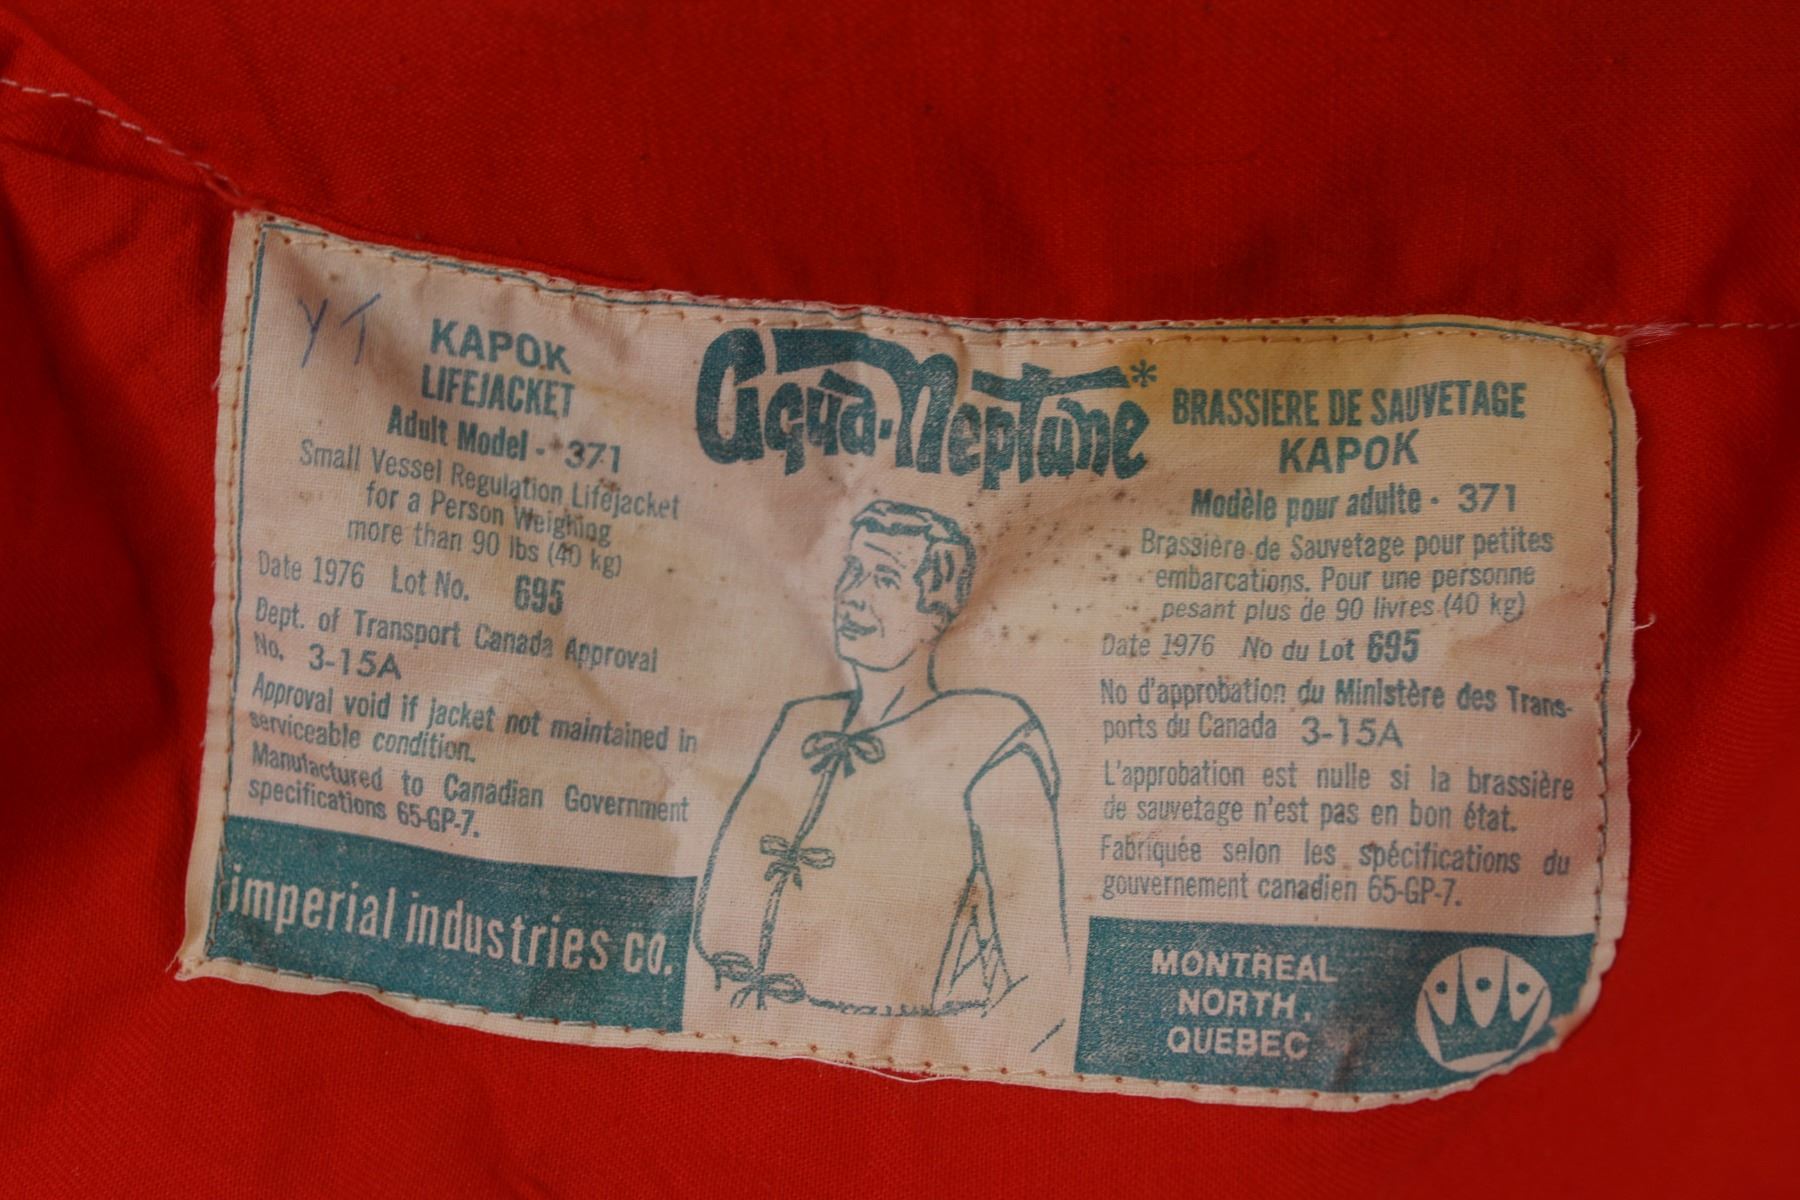 YT
KAPOK
LIFEJACKET
Adult Model - 371
Small Vessel Regulation Lifejacket
for a Person Weighing
more than 90 lbs (40 kg)
Date 1976 Lot No. 695
Dept. of Transport Canada Approval
No. 3-15A
Approval void if jacket not maintained in
serviceable condition.
Manufactured to Canadian Government
specifications 65-GP-7.
imperial industries co.
Aqua-Neptune*
BRASSIERE DE SAUVETAGE
KAPOK
Modèle pour adulte - 371
Brassière de Sauvetage pour petites
embarcations. Pour une personne
pesant plus de 90 livres (40 kg)
Date 1976 No du Lot 695
No d'approbation du Ministère des Trans-
ports du Canada 3-15A
L'approbation est nulle si la brassière
de sauvetage n'est pas en bon état.
Fabriquée selon les spécifications du
gouvernement canadien 65-GP-7.
MONTREAL
NORTH,
QUEBEC